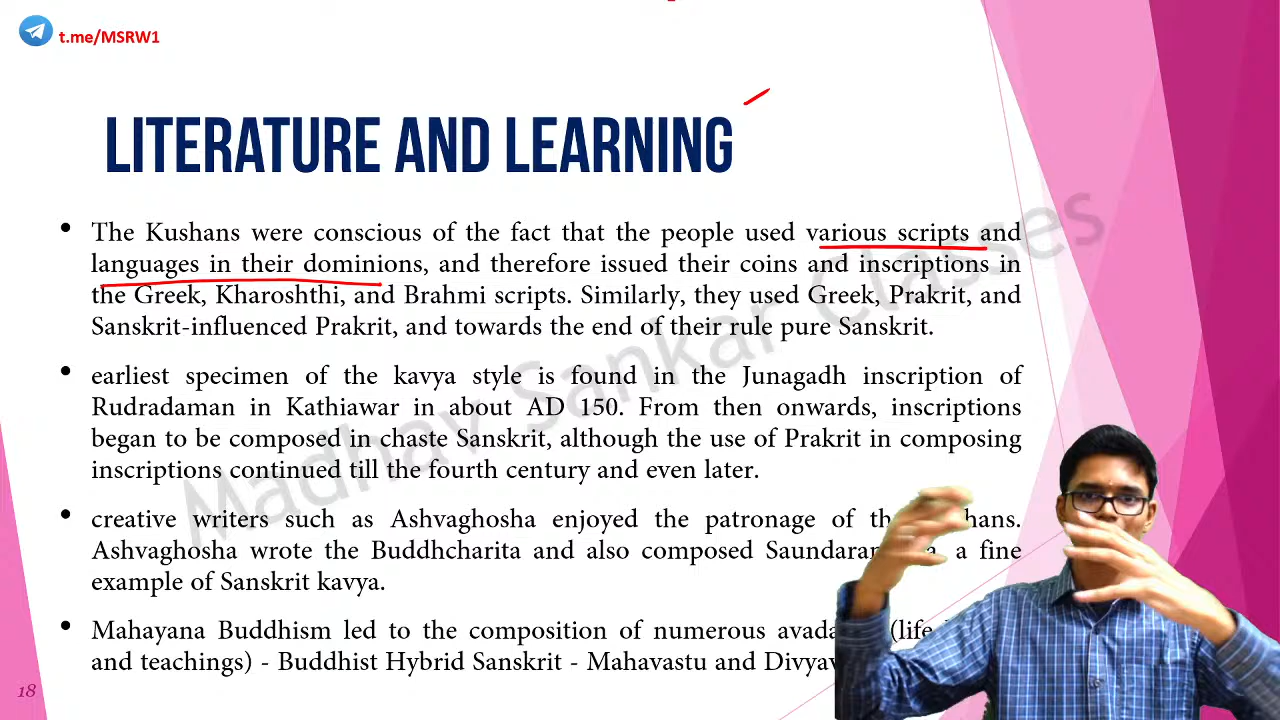 t.me/MSRW1
LITERATURE AND LEARNING
• The Kushans were conscious of the fact that the people used various scripts and
languages in their dominions, and therefore issued their coins and inscriptions in
the Greek, Kharoshthi, and Brahmi scripts. Similarly, they used Greek, Prakrit, and
Sanskrit-influenced Prakrit, and towards the end of their rule pure Sanskrit.
• earliest specimen of the kavya style is found in the Junagadh inscription of
Rudradaman in Kathiawar in about AD 150. From then onwards, inscriptions
began to be composed in chaste Sanskrit, although the use of Prakrit in composing
inscriptions continued till the fourth century and even later.
• creative writers such as Ashvaghosha enjoyed the patronage of
Ashvaghosha wrote the Buddhcharita and also composed a fine
example of Sanskrit kavya.
• Mahayana Buddhism led to the composition of numerous
and teachings) - Buddhist Hybrid Sanskrit - Mahavastu and
18
Madhav Sankar Classes